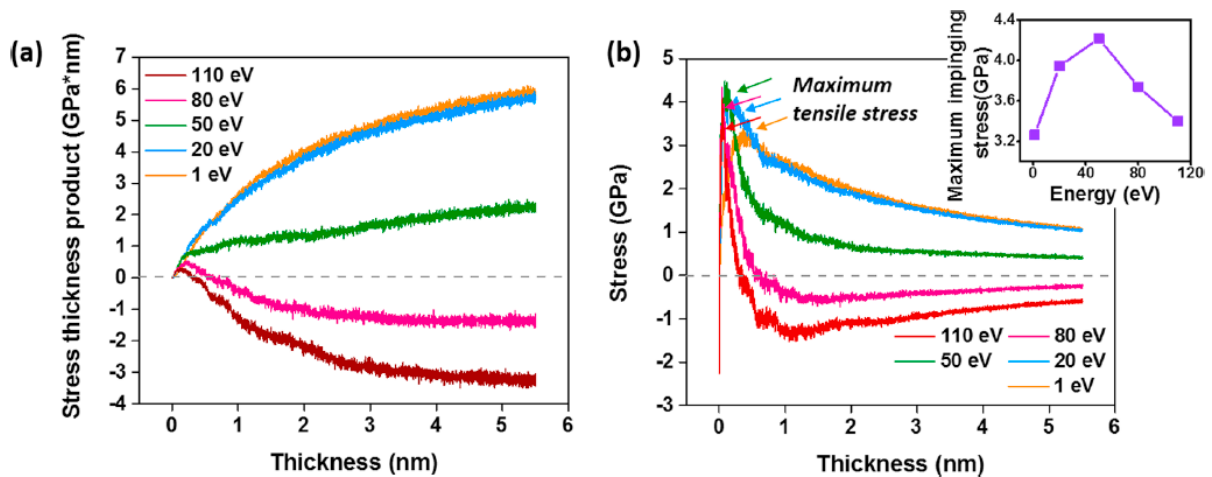 (a)
Stress thickness product (GPa*nm)
7
6
5
4
3
2
1
0
-1
-2
-3
-4
110 eV
80 eV
50 eV
20 eV
1 eV
0 1 2 3 4 5 6
Thickness (nm)
(b)
Stress (GPa)
5
4
3
2
1
0
-1
-2
-3
Maximum
tensile stress
110 eV 80 eV
50 eV 20 eV
1 eV
0 1 2 3 4 5 6
Thickness (nm)
Maximum impinging
stress(GPa)
4.4
4.0
3.6
3.2
0 40 80 120
Energy (eV)